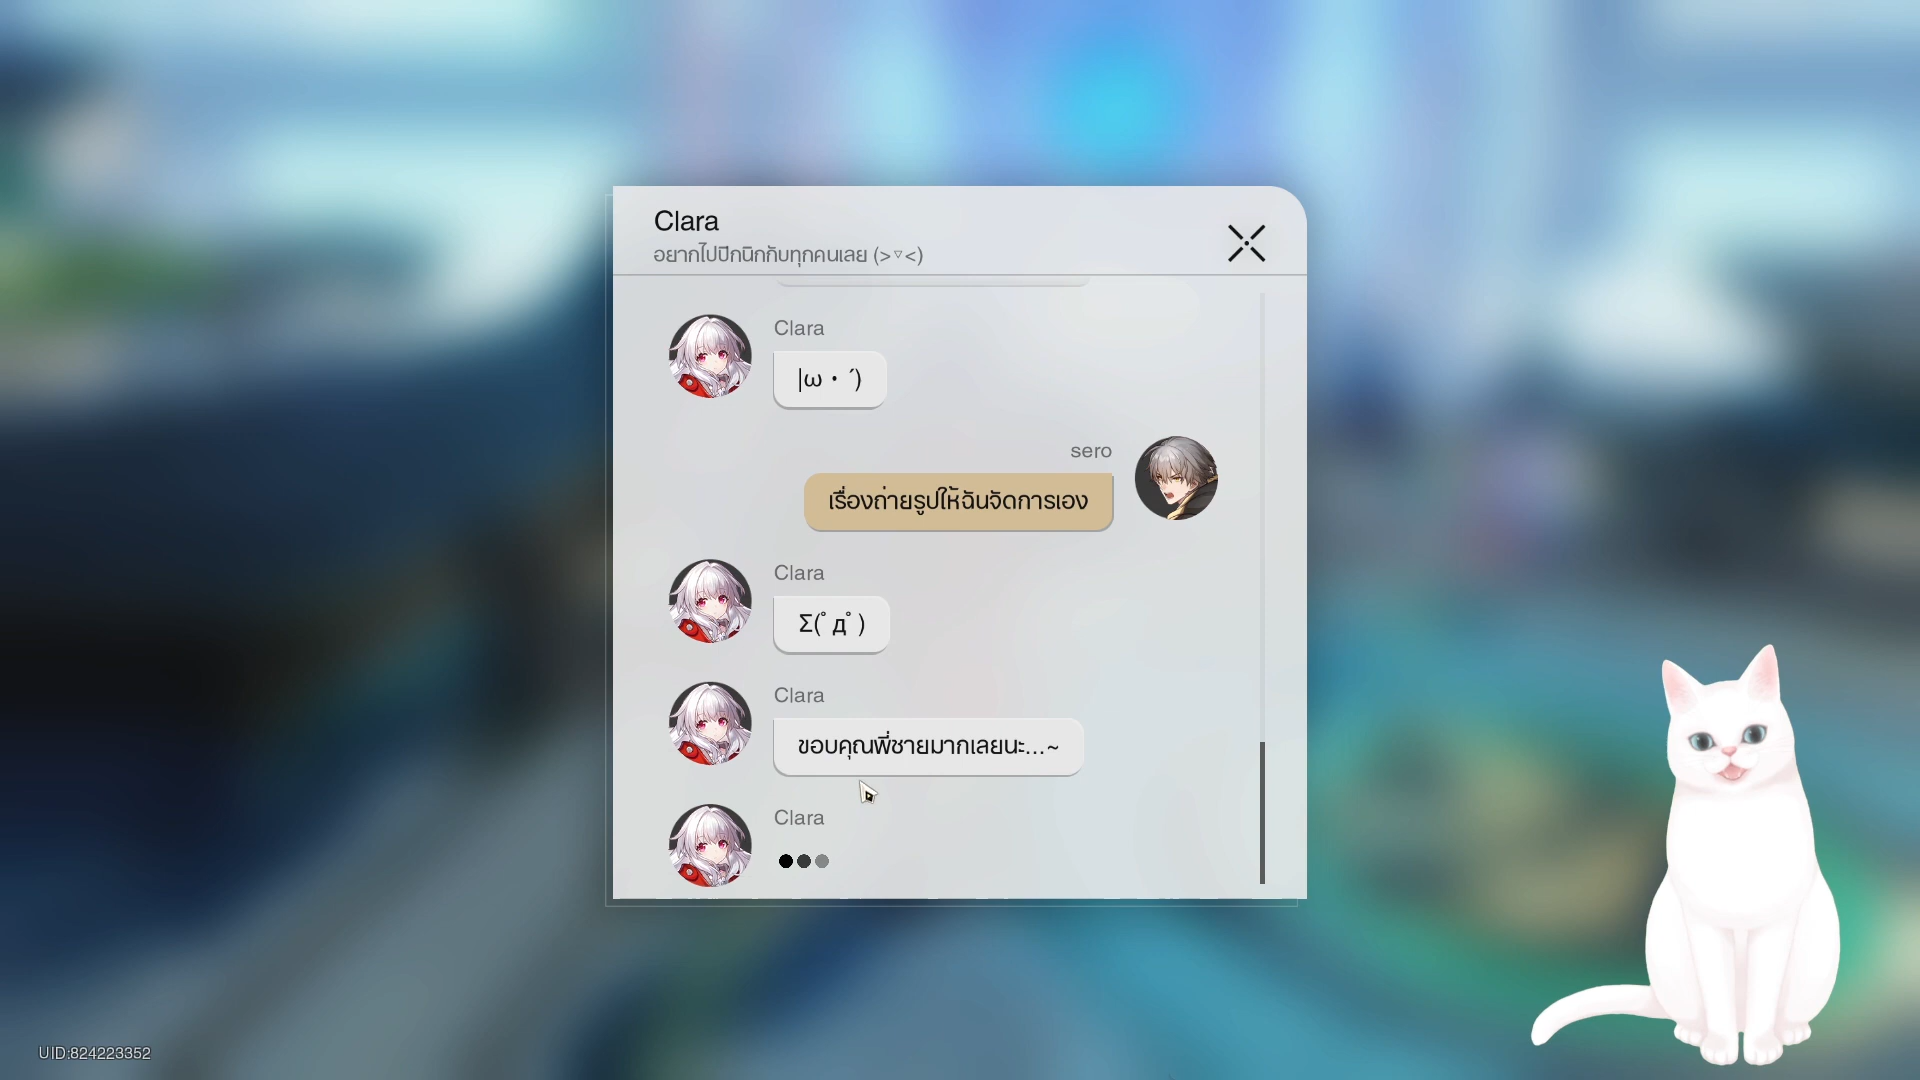 Clara
อยากไปปิกนิกกับทุกคนเลย (>▿<)
Clara
|ω・´)
sero
เรื่องถ่ายรูปให้ฉันจัดการเอง
Clara
Σ(ﾟдﾟ)
Clara
ขอบคุณพี่ชายมากเลยนะ...~
Clara
UID:824223352